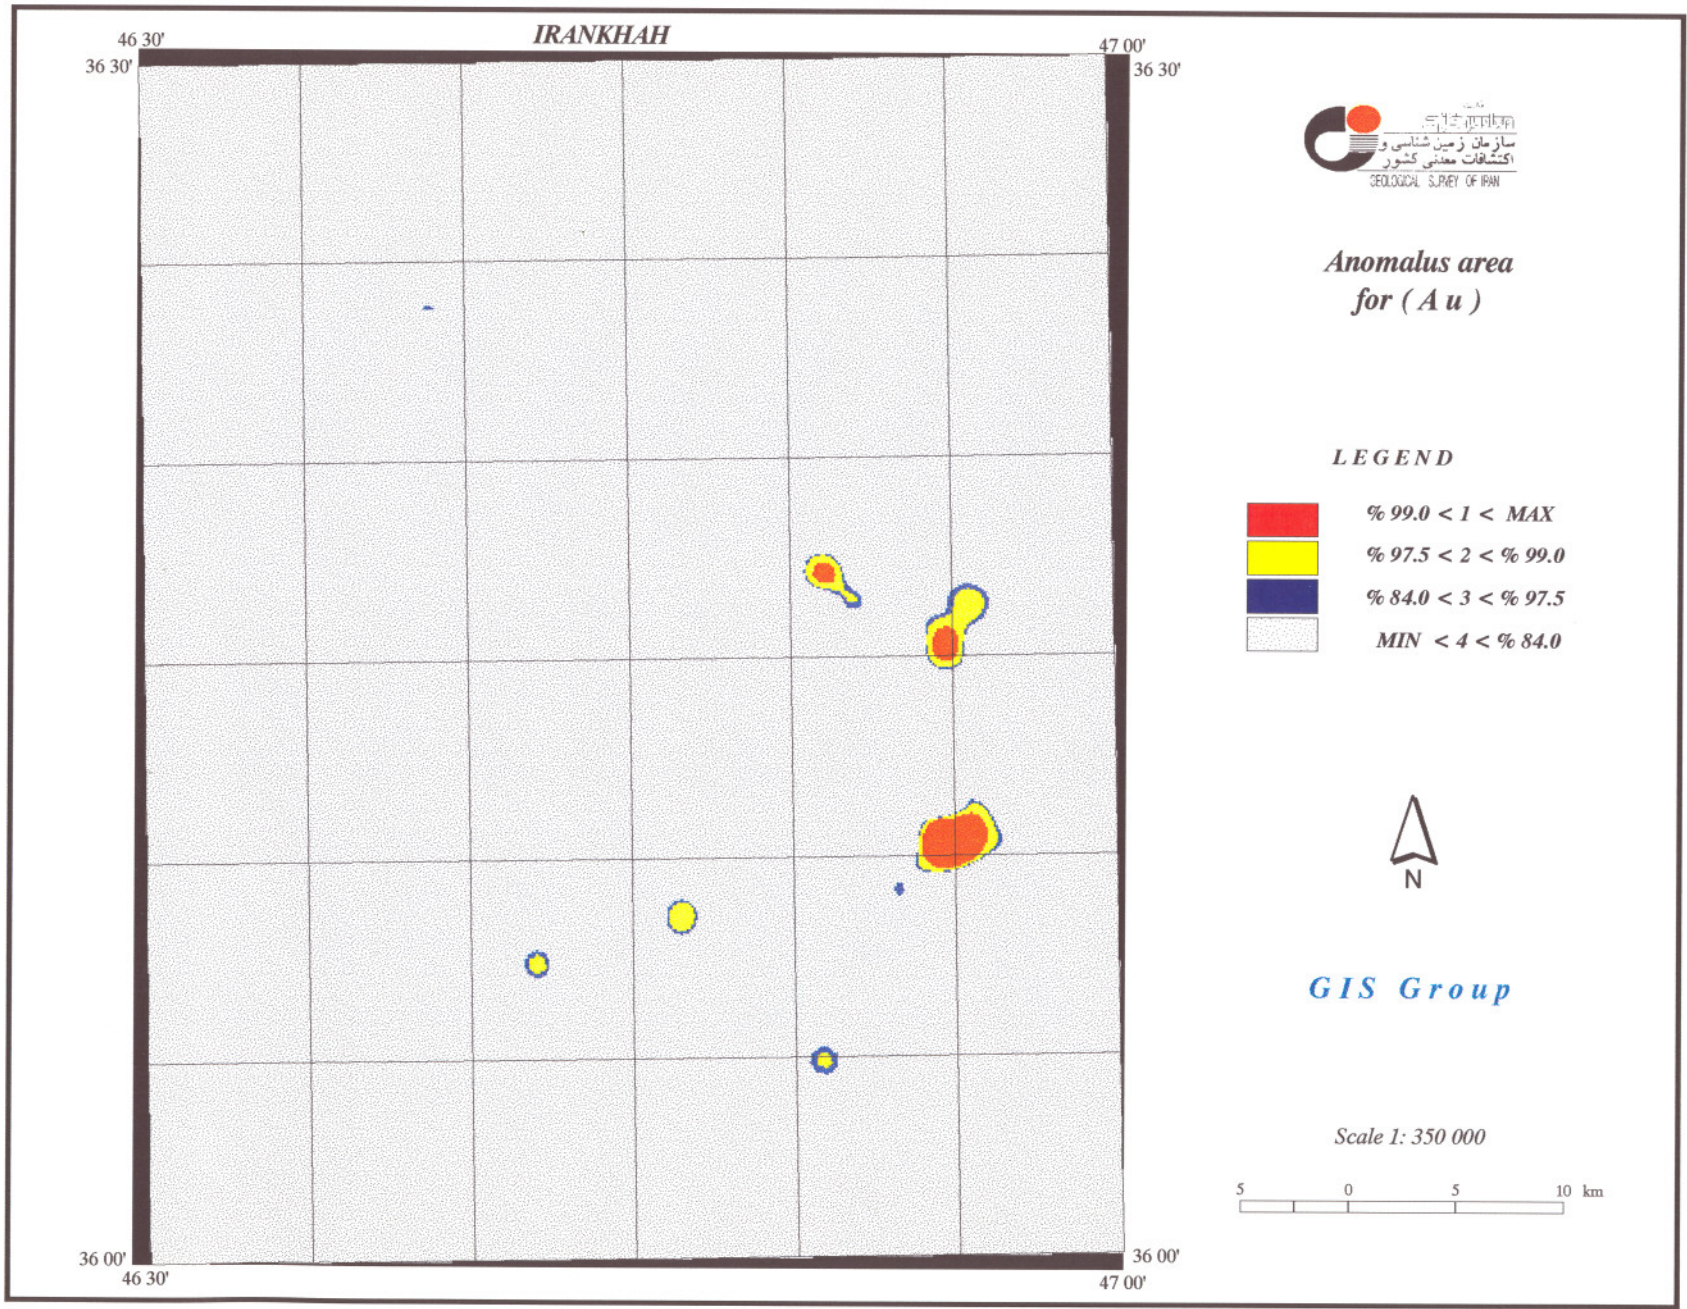 IRANKHAH
46 30'
36 30'
47 00'
36 30'
سازمان زمین شناسی و
اکتشافات معدنی کشور
GEOLOGICAL SURVEY OF IRAN
Anomalus area
for ( A u )
LEGEND
% 99.0 < 1 < MAX
% 97.5 < 2 < % 99.0
% 84.0 < 3 < % 97.5
MIN < 4 < % 84.0
N
GIS Group
Scale 1: 350 000
5 0 5 10 km
36 00'
46 30'
36 00'
47 00'